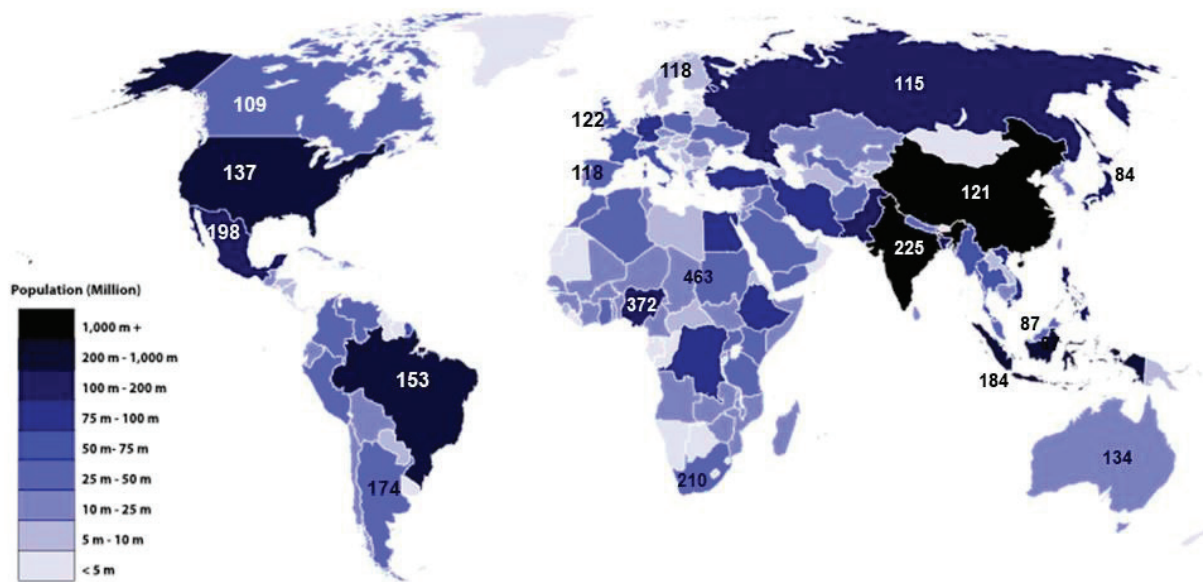 118
115
109
122
137
118
84
121
198
225
463
372
87
184
153
134
174
210
Population (Million)
1,000 m +
200 m - 1,000 m
100 m - 200 m
75 m - 100 m
50 m- 75 m
25 m - 50 m
10 m - 25 m
5 m - 10 m
< 5 m